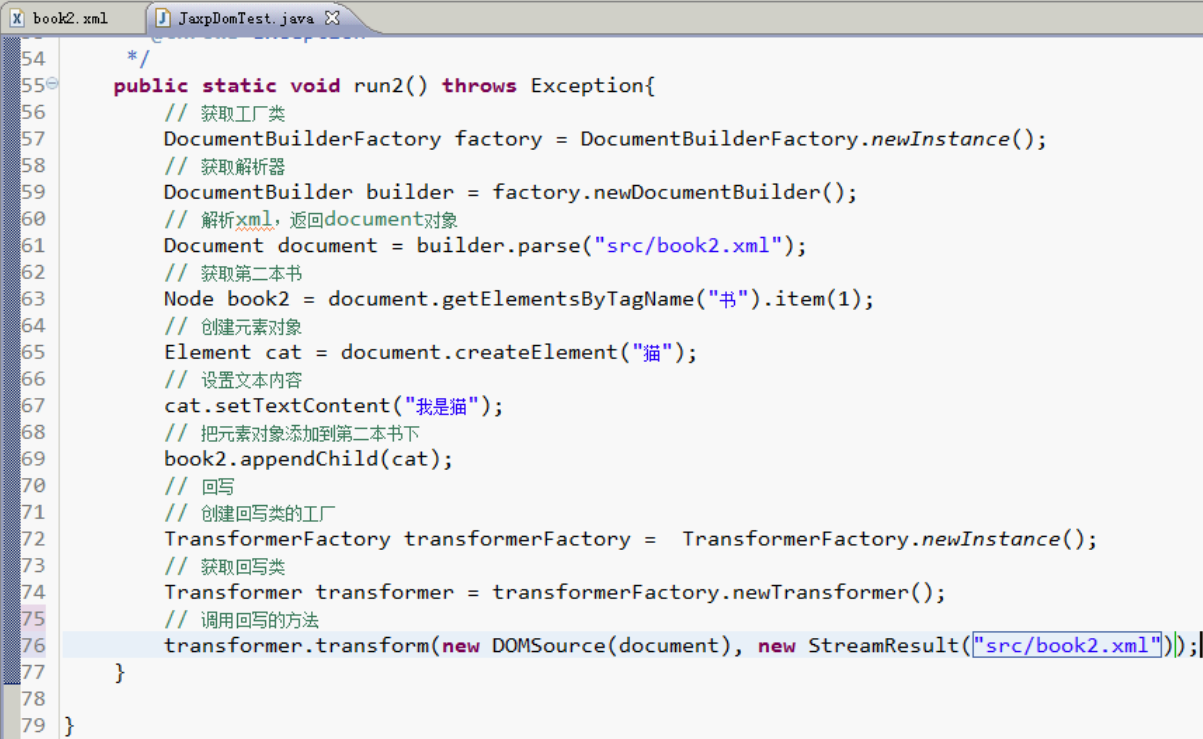 book2.xml JaxpDomTest.java
54 */
55 public static void run2() throws Exception{
56 // 获取工厂类
57 DocumentBuilderFactory factory = DocumentBuilderFactory.newInstance();
58 // 获取解析器
59 DocumentBuilder builder = factory.newDocumentBuilder();
60 // 解析xml，返回document对象
61 Document document = builder.parse("src/book2.xml");
62 // 获取第二本书
63 Node book2 = document.getElementsByTagName("书").item(1);
64 // 创建元素对象
65 Element cat = document.createElement("猫");
66 // 设置文本内容
67 cat.setTextContent("我是猫");
68 // 把元素对象添加到第二本书下
69 book2.appendChild(cat);
70 // 回写
71 // 创建回写类的工厂
72 TransformerFactory transformerFactory =  TransformerFactory.newInstance();
73 // 获取回写类
74 Transformer transformer = transformerFactory.newTransformer();
75 // 调用回写的方法
76 transformer.transform(new DOMSource(document), new StreamResult("src/book2.xml"));
77 }
78
79 }